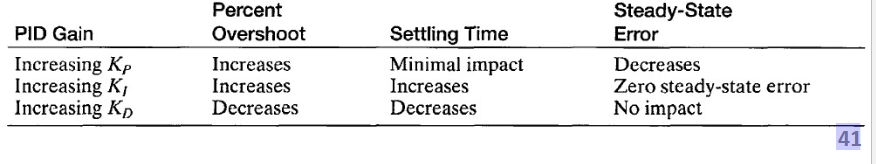 Percent Steady-State
PID Gain Overshoot Settling Time Error
Increasing K_P Increases Minimal impact Decreases
Increasing K_I Increases Increases Zero steady-state error
Increasing K_D Decreases Decreases No impact
41